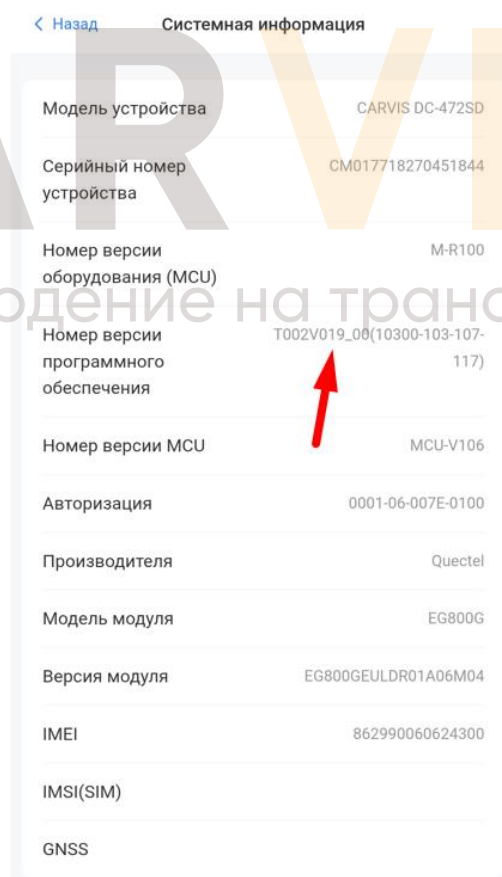 Назад
Системная информация
Модель устройства
CARVIS DC-472SD
Серийный номер
устройства
CM017718270451844
Номер версии
оборудования (MCU)
M-R100
Номер версии
программного
обеспечения
T002V019_00(10300-103-107-
117)
Номер версии MCU
MCU-V106
Авторизация
0001-06-007E-0100
Производителя
Quectel
Модель модуля
EG800G
Версия модуля
EG800GEULDR01A06M04
IMEI
862990060624300
IMSI(SIM)
GNSS